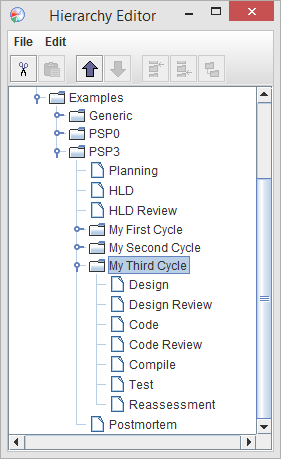 Hierarchy Editor
File Edit
Examples
Generic
PSP0
PSP3
Planning
HLD
HLD Review
My First Cycle
My Second Cycle
My Third Cycle
Design
Design Review
Code
Code Review
Compile
Test
Reassessment
Postmortem